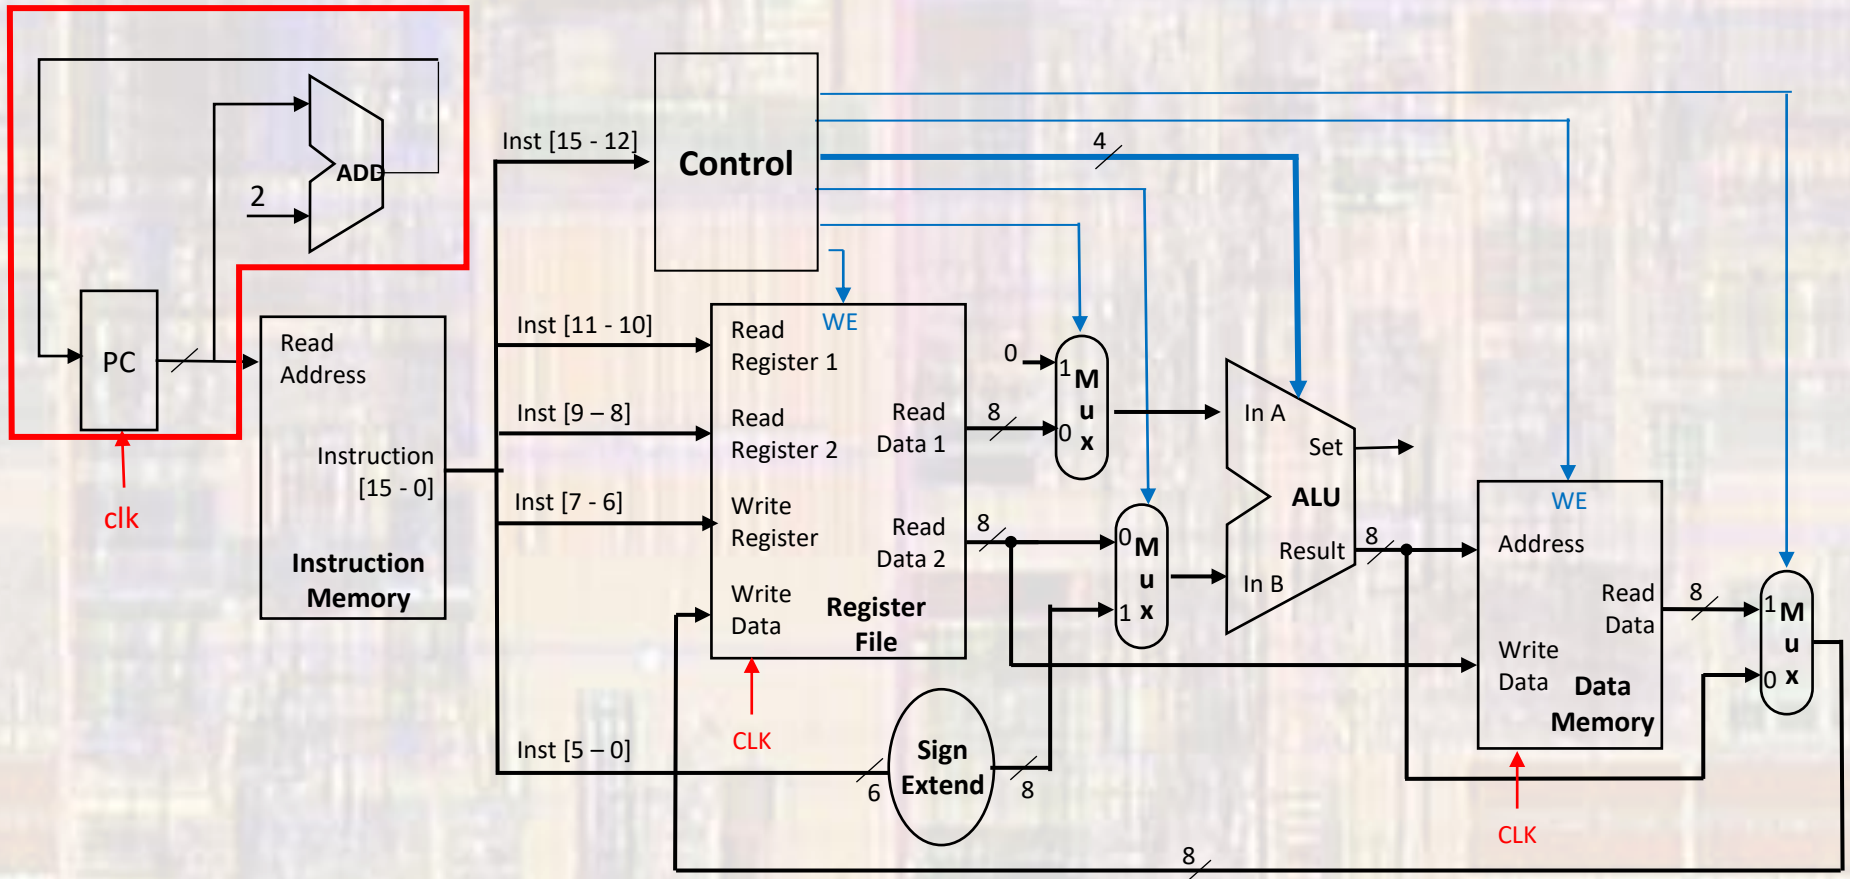 ADD
2
PC
clk
Read
Address
Instruction
[15 - 0]
Instruction
Memory
Inst [15 - 12]
Control
4
Inst [11 - 10]
Inst [9 – 8]
Inst [7 - 6]
Inst [5 – 0]
WE
Read
Register 1
Read
Register 2
Write
Register
Write
Data
Read
Data 1
Read
Data 2
Register
File
CLK
6
Sign
Extend
8
8
8
0
1
0
M
u
x
0
1
M
u
x
In A
Set
ALU
Result
In B
8
WE
Address
Read
Data
Write
Data
Data
Memory
CLK
8
1
0
M
u
x
8